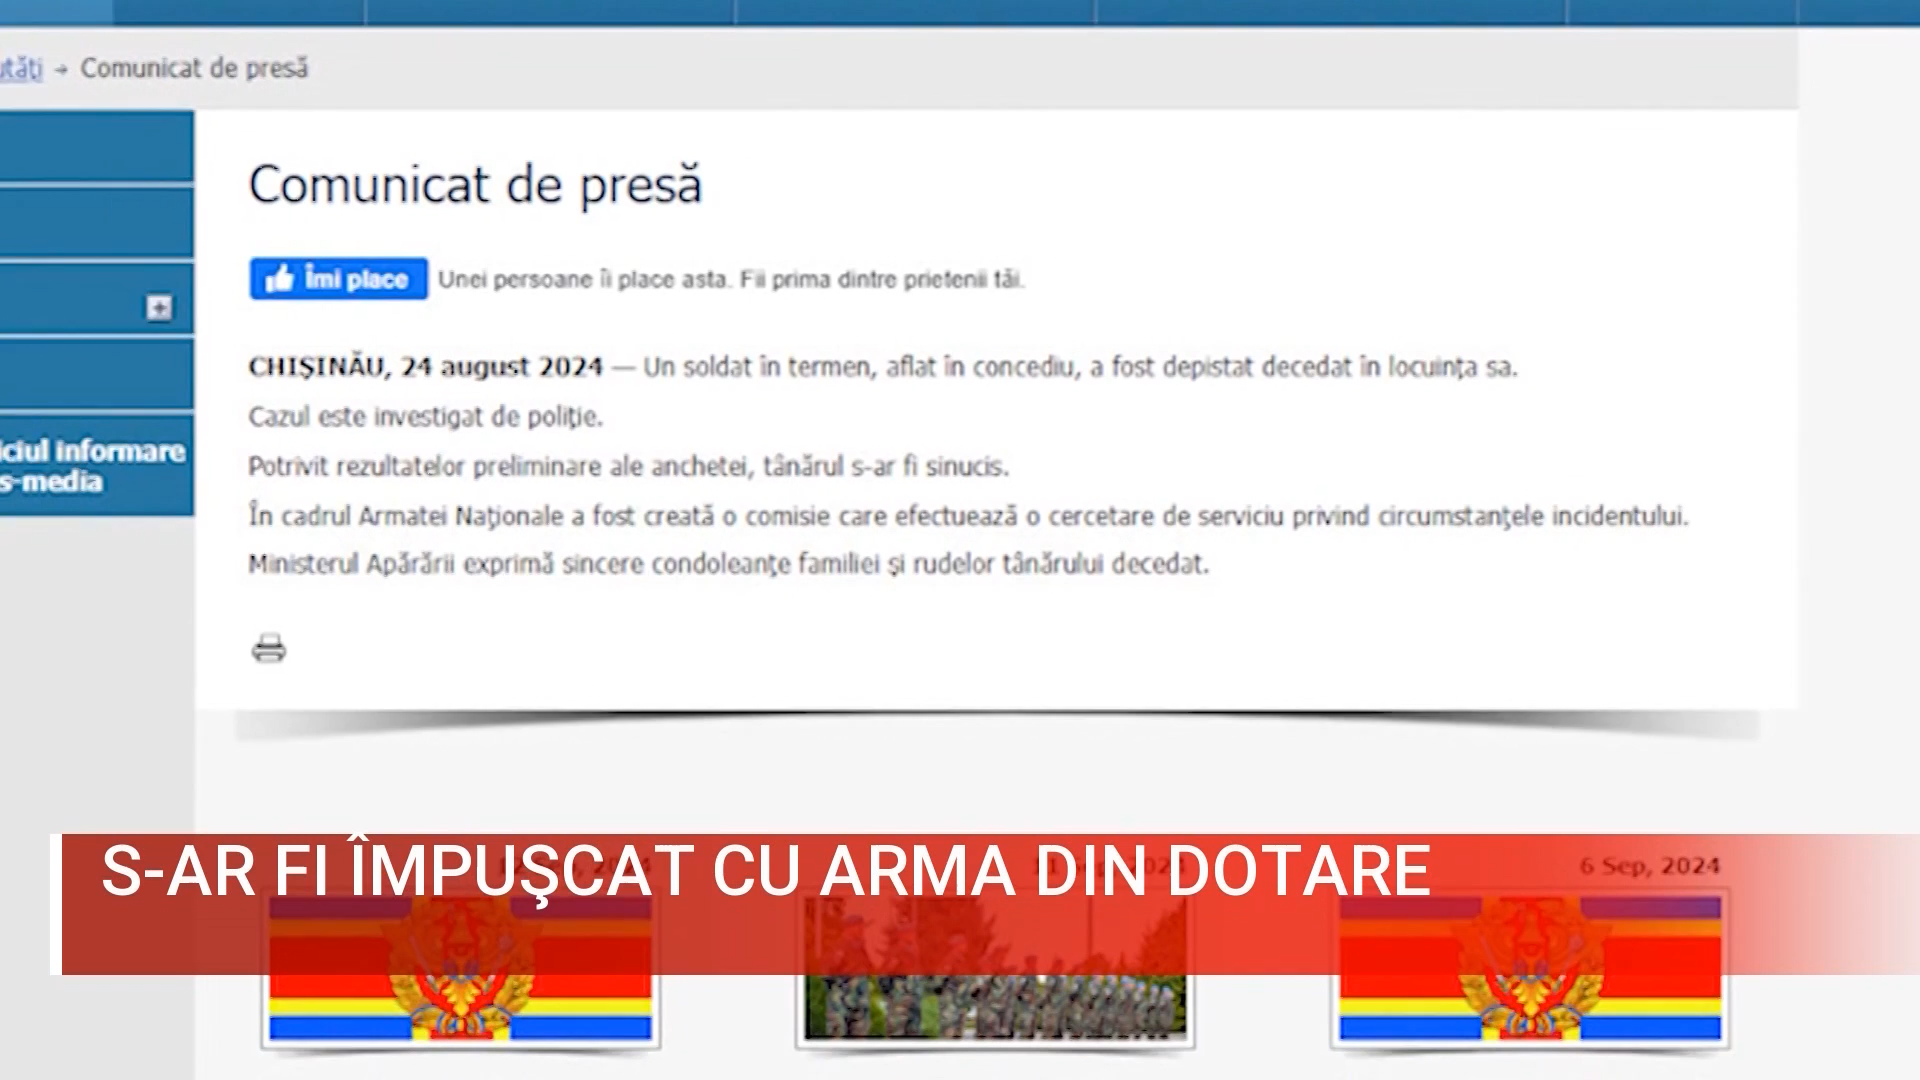 utăți → Comunicat de presă
Comunicat de presă
Îmi place Unei persoane îi place asta. Fii prima dintre prietenii tăi.
CHIȘINĂU, 24 august 2024 — Un soldat în termen, aflat în concediu, a fost depistat decedat în locuința sa.
Cazul este investigat de poliție.
iciul informare
s-media
Potrivit rezultatelor preliminare ale anchetei, tânărul s-ar fi sinucis.
În cadrul Armatei Naționale a fost creată o comisie care efectuează o cercetare de serviciu privind circumstanțele incidentului.
Ministerul Apărării exprimă sincere condoleanțe familiei și rudelor tânărului decedat.
S-AR FI ÎMPUŞCAT CU ARMA DIN DOTARE
6 Sep, 2024